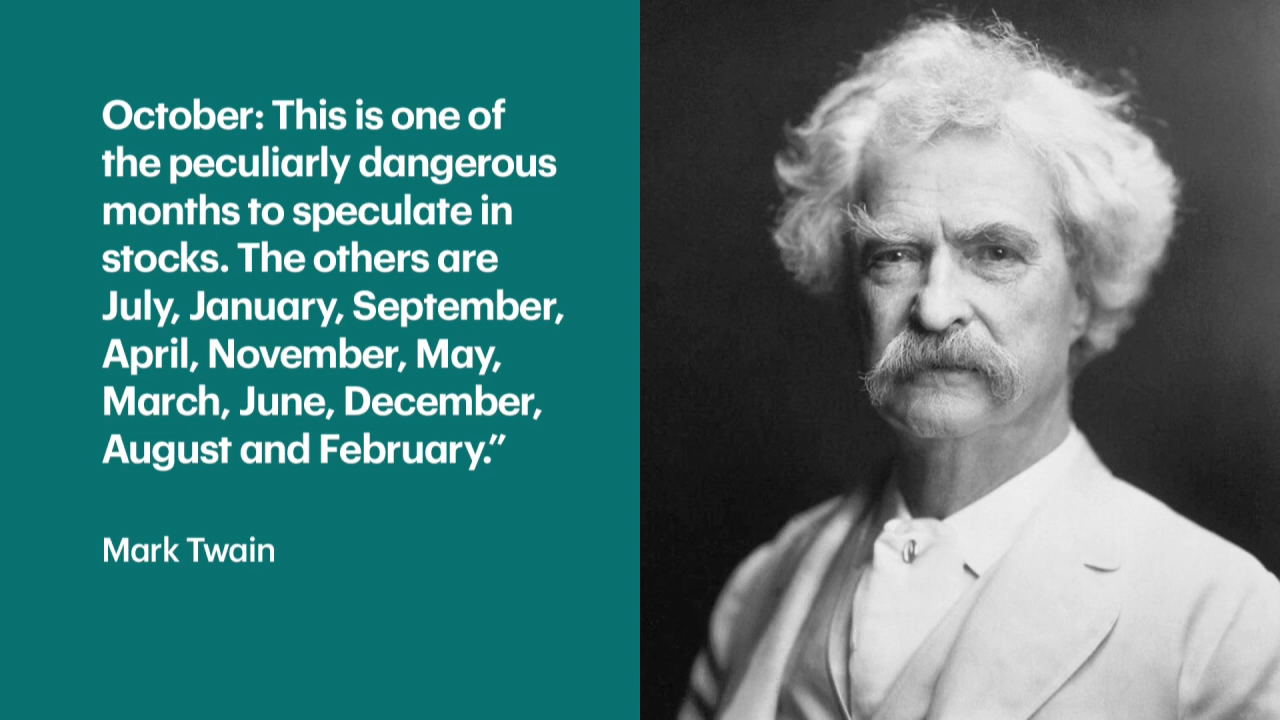 October: This is one of
the peculiarly dangerous
months to speculate in
stocks. The others are
July, January, September,
April, November, May,
March, June, December,
August and February.”
Mark Twain